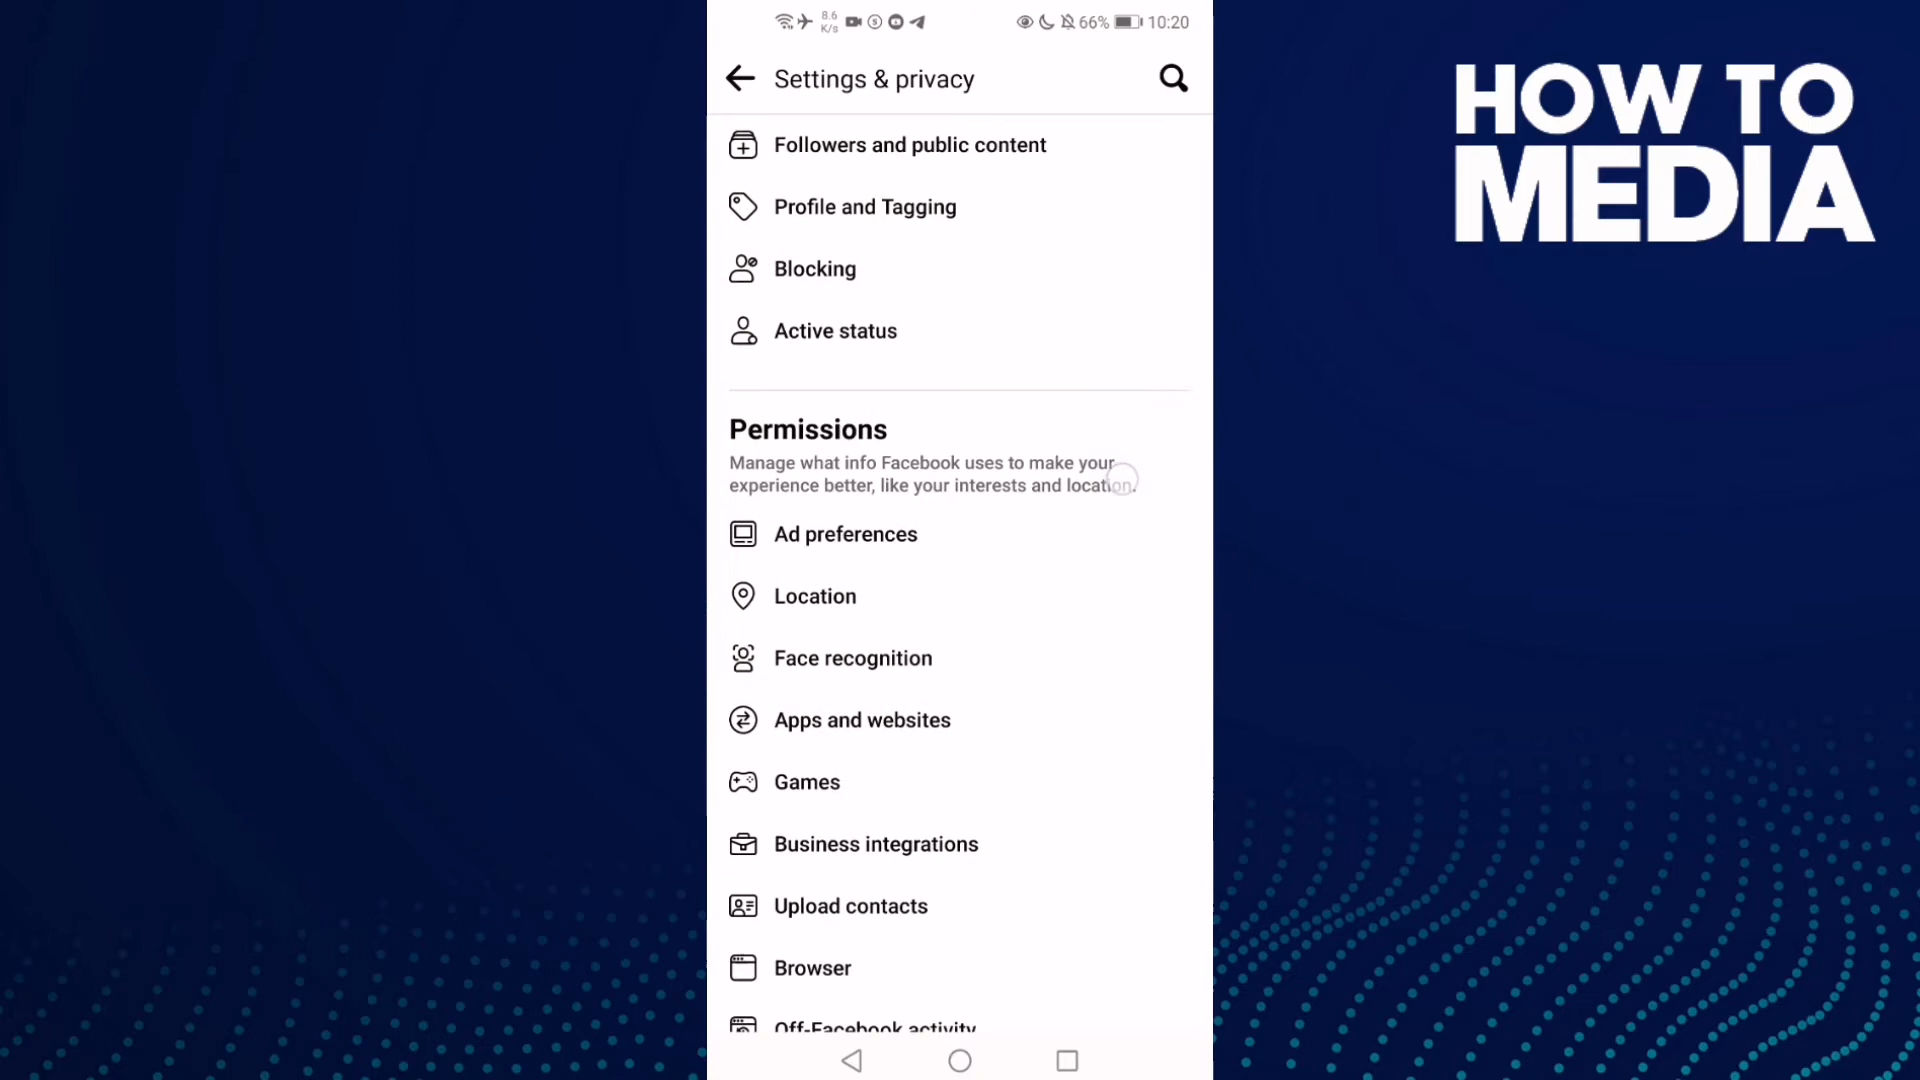 8.6
K/s
66%
10:20
Settings & privacy
HOW TO
MEDIA
Followers and public content
Profile and Tagging
Blocking
Active status
Permissions
Manage what info Facebook uses to make your
experience better, like your interests and location.
Ad preferences
Location
Face recognition
Apps and websites
Games
Business integrations
Upload contacts
Browser
Off-Facebook activity